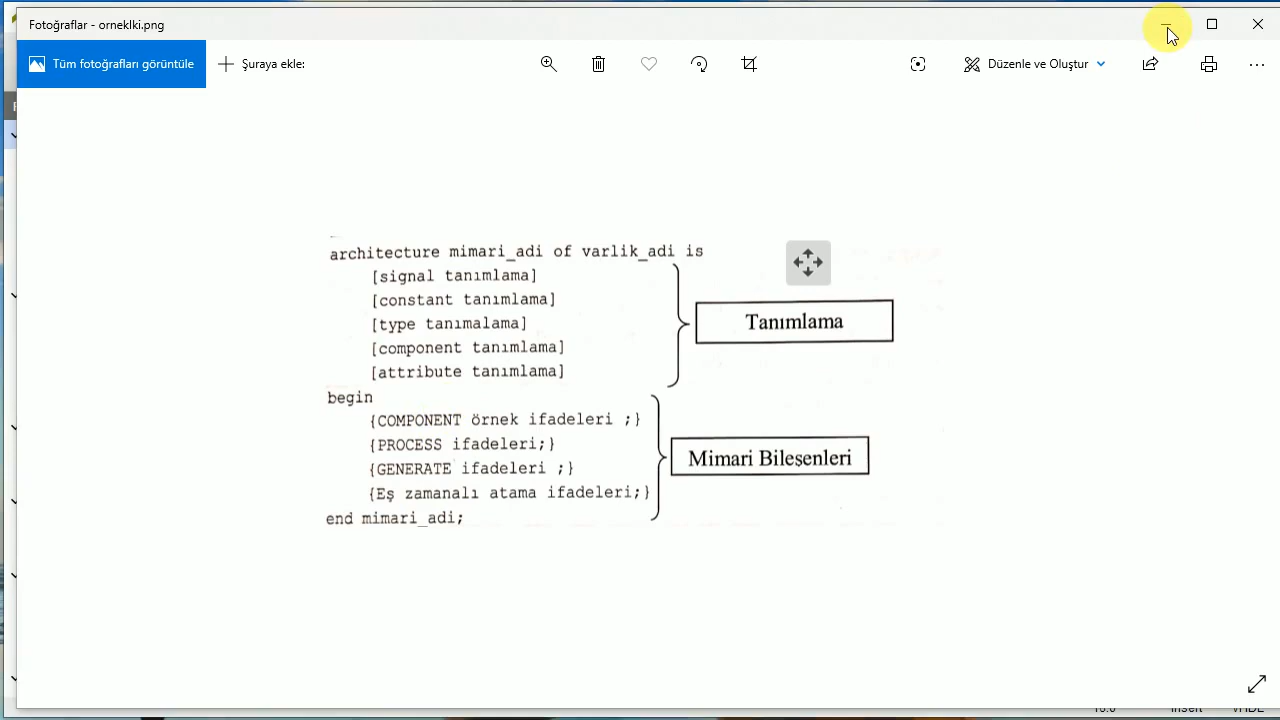 Fotoğraflar - orneklki.png
Tüm fotoğrafları görüntüle
Şuraya ekle:
Düzenle ve Oluştur
architecture mimari_adi of varlik_adi is
[signal tanımlama]
[constant tanımlama]
[type tanımalama]
[component tanımlama]
[attribute tanımlama]
Tanımlama
begin
{COMPONENT örnek ifadeleri ;}
{PROCESS ifadeleri;}
{GENERATE ifadeleri ;}
{Eş zamanalı atama ifadeleri;}
Mimari Bileşenleri
end mimari_adi;